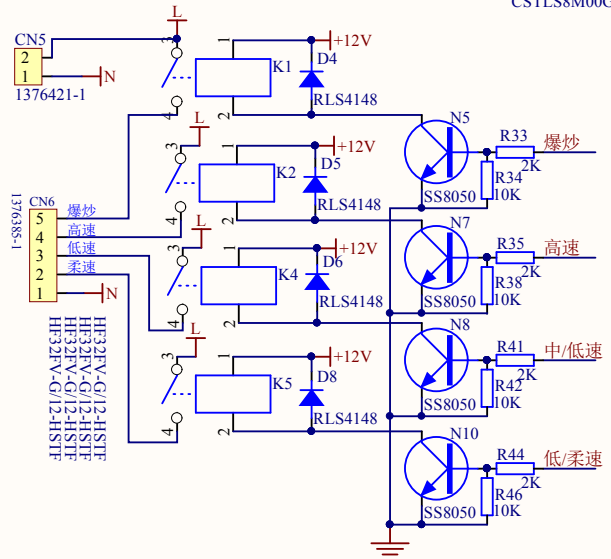 CSTLS8M00G
L
CN5
2
1
1376421-1
N
3
4
1
2
K1
+12V
D4
RLS4148
N5
SS8050
R33
2K
爆炒
R34
10K
L
3
4
1
2
K2
+12V
D5
RLS4148
N7
SS8050
R35
2K
高速
R38
10K
1376385-1
CN6
5
4
3
2
1
爆炒
高速
低速
柔速
N
L
3
4
1
2
K4
+12V
D6
RLS4148
N8
SS8050
R41
2K
中/低速
R42
10K
HF32FV-G/12-HSTF
HF32FV-G/12-HSTF
HF32FV-G/12-HSTF
HF32FV-G/12-HSTF
L
3
4
1
2
K5
+12V
D8
RLS4148
N10
SS8050
R44
2K
低/柔速
R46
10K